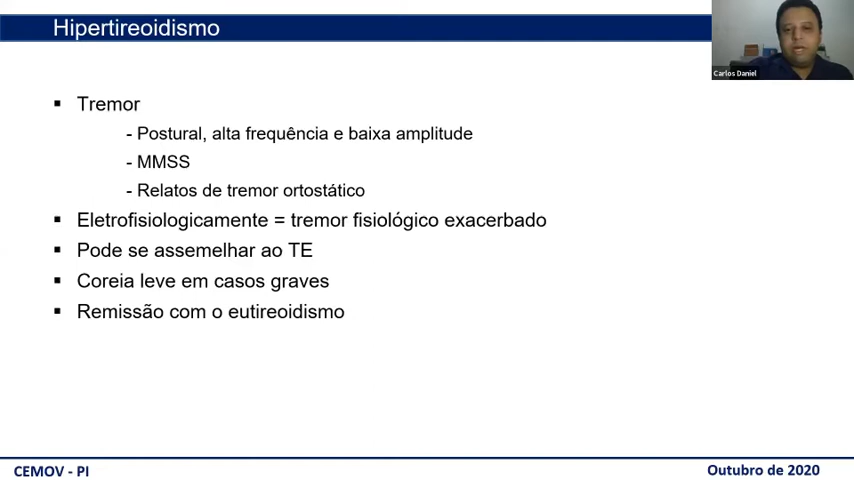 Hipertireoidismo
Carlos Daniel
▪ Tremor
- Postural, alta frequência e baixa amplitude
- MMSS
- Relatos de tremor ortostático
▪ Eletrofisiologicamente = tremor fisiológico exacerbado
▪ Pode se assemelhar ao TE
▪ Coreia leve em casos graves
▪ Remissão com o eutireoidismo
CEMOV - PI
Outubro de 2020